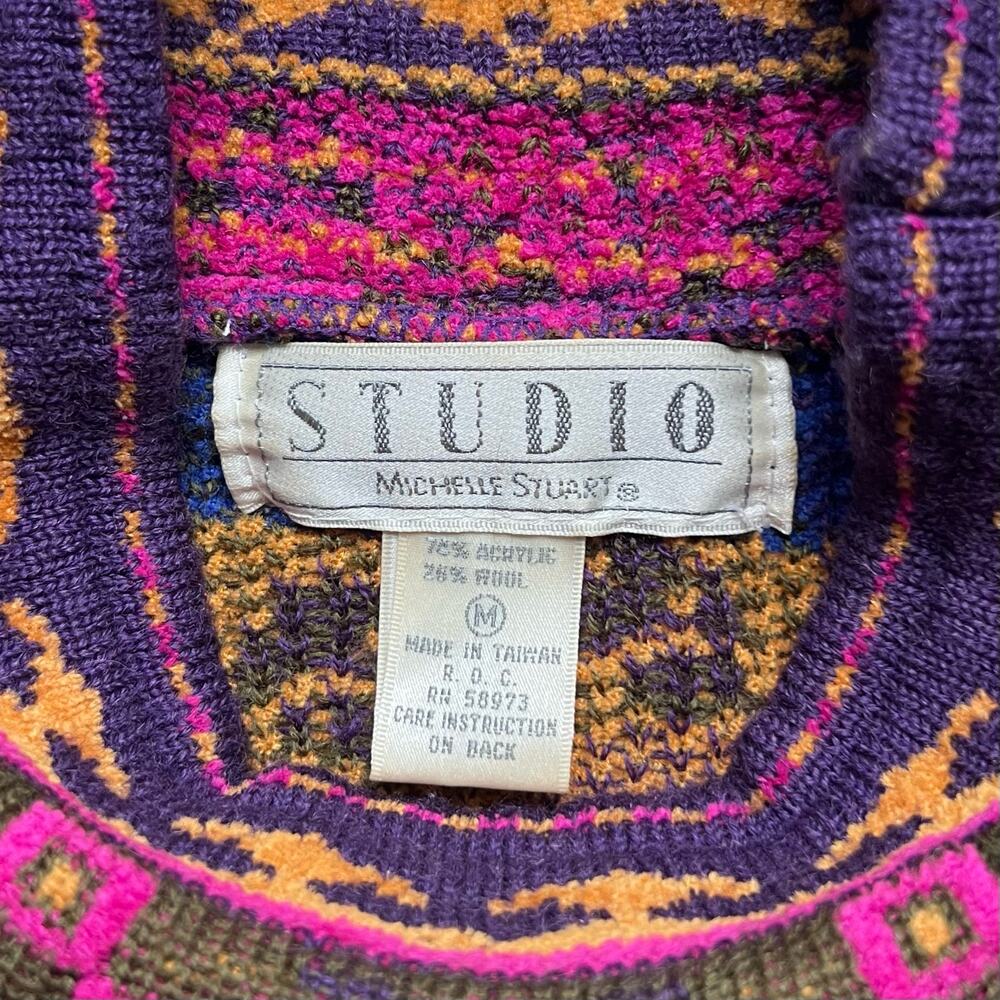 STUDIO
MICHELLE STUART®
75% ACRYLIC
25% WOOL
M
MADE IN TAIWAN
R. O. C.
RN 58973
CARE INSTRUCTION
ON BACK